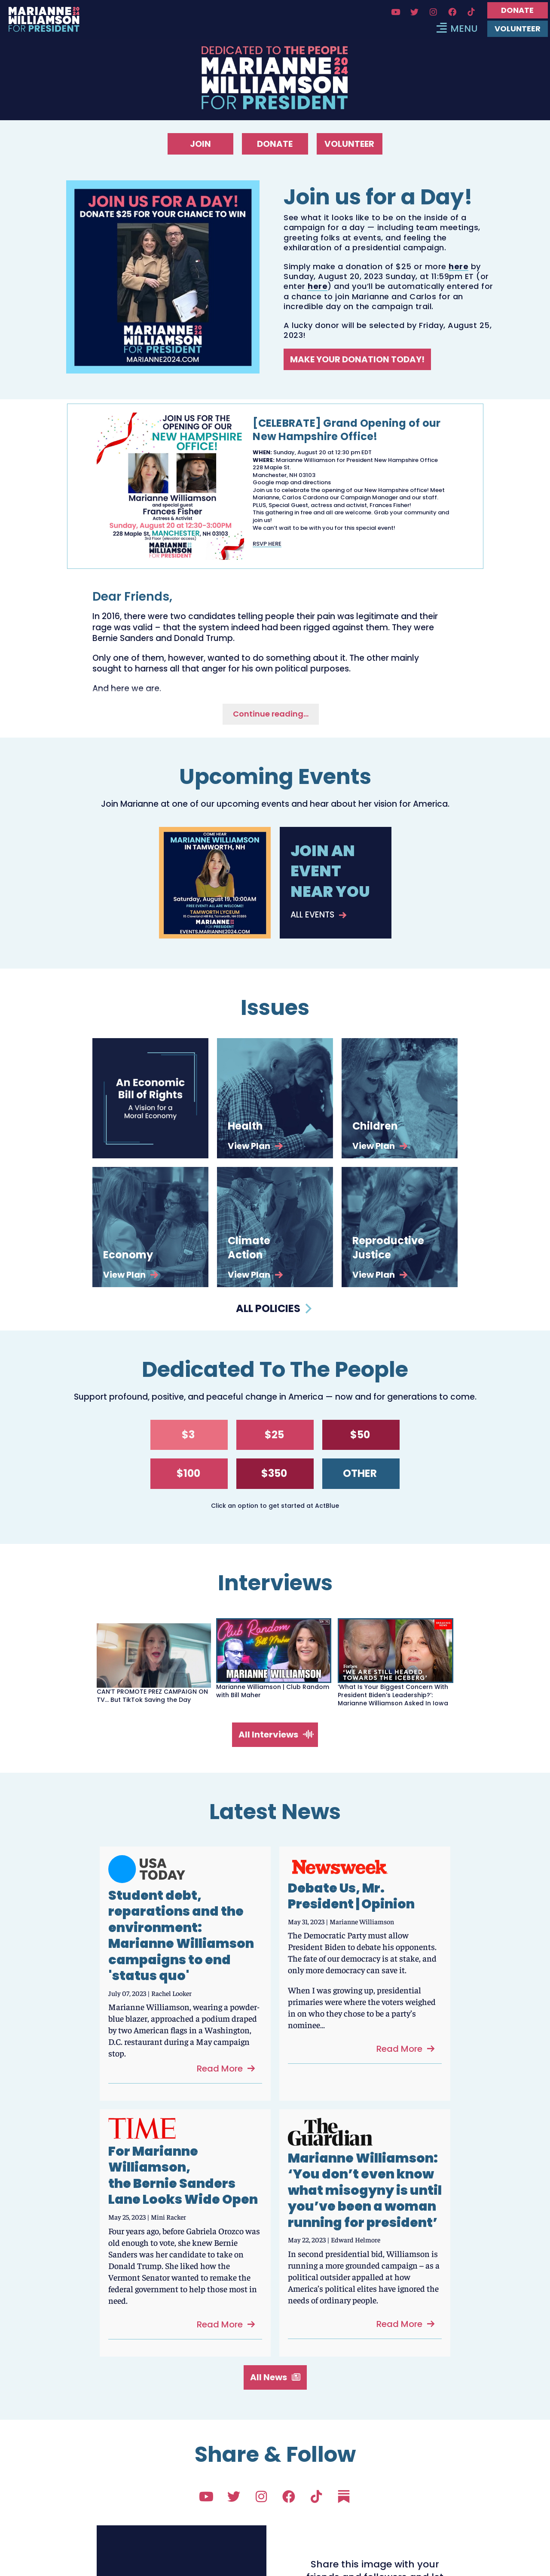 MARIANNE
WILLIAMSON
2024
FOR PRESIDENT
DONATE
MENU
VOLUNTEER
DEDICATED TO THE PEOPLE
MARIANNE
2024
WILLIAMSON
FOR PRESIDENT
JOIN
DONATE
VOLUNTEER
JOIN US FOR A DAY!
DONATE $25 FOR YOUR CHANCE TO WIN
MARIANNE
WILLIAMSON
2024
FOR PRESIDENT
MARIANNE2024.COM
Join us for a Day!
See what it looks like to be on the inside of a
campaign for a day — including team meetings,
greeting folks at events, and feeling the
exhilaration of a presidential campaign.
Simply make a donation of $25 or more here by
Sunday, August 20, 2023 Sunday, at 11:59pm ET (or
enter here) and you'll be automatically entered for
a chance to join Marianne and Carlos for an
incredible day on the campaign trail.
A lucky donor will be selected by Friday, August 25,
2023!
MAKE YOUR DONATION TODAY!
JOIN US FOR THE
OPENING OF OUR
NEW HAMPSHIRE
OFFICE!
Marianne Williamson
and special guest
Frances Fisher
Actress & Activist
Sunday, August 20 at 12:30-3:00PM
228 Maple St, MANCHESTER, NH 03103
MARIANNE
WILLIAMSON
FOR PRESIDENT
[CELEBRATE] Grand Opening of our
New Hampshire Office!
WHEN: Sunday, August 20 at 12:30 pm EDT
WHERE: Marianne Williamson for President New Hampshire Office
228 Maple St.
Manchester, NH 03103
Google map and directions
Join us to celebrate the opening of our New Hampshire office! Meet
Marianne, Carlos Cardona our Campaign Manager and our staff.
PLUS, Special Guest, actress and activist, Frances Fisher!
This gathering in free and all are welcome. Grab your community and
join us!
We can't wait to be with you for this special event!
RSVP HERE
Dear Friends,
In 2016, there were two candidates telling people their pain was legitimate and their
rage was valid – that the system indeed had been rigged against them. They were
Bernie Sanders and Donald Trump.
Only one of them, however, wanted to do something about it. The other mainly
sought to harness all that anger for his own political purposes.
And here we are.
Continue reading...
Upcoming Events
Join Marianne at one of our upcoming events and hear about her vision for America.
COME HEAR
MARIANNE WILLIAMSON
IN TAMWORTH, NH
Saturday, August 19, 10:00AM
FREE EVENT! ALL ARE WELCOME!
TAMWORTH LYCEUM
MARIANNE
WILLIAMSON
FOR PRESIDENT
EVENTS.MARIANNE2024.COM
JOIN AN
EVENT
NEAR YOU
ALL EVENTS
Issues
An Economic
Bill of Rights
A Vision for a
Moral Economy
Health
View Plan
Children
View Plan
Economy
View Plan
Climate
Action
View Plan
Reproductive
Justice
View Plan
ALL POLICIES
Dedicated To The People
Support profound, positive, and peaceful change in America — now and for generations to come.
$3
$25
$50
$100
$350
OTHER
Click an option to get started at ActBlue
Interviews
CAN'T PROMOTE PREZ CAMPAIGN ON
TV... But TikTok Saving the Day
Club Random
with Bill Maher
MARIANNE WILLIAMSON
Marianne Williamson | Club Random
with Bill Maher
Forbes
'WE ARE STILL HEADED
TOWARDS THE ICEBERG'
'What Is Your Biggest Concern With
President Biden's Leadership?':
Marianne Williamson Asked In Iowa
All Interviews
Latest News
USA
TODAY
Student debt,
reparations and the
environment:
Marianne Williamson
campaigns to end
'status quo'
July 07, 2023 | Rachel Looker
Marianne Williamson, wearing a powder-
blue blazer, approached a podium draped
by two American flags in a Washington,
D.C. restaurant during a May campaign
stop.
Read More
Newsweek
Debate Us, Mr.
President | Opinion
May 31, 2023 | Marianne Williamson
The Democratic Party must allow
President Biden to debate his opponents.
The fate of our democracy is at stake, and
only more democracy can save it.
When I was growing up, presidential
primaries were where the voters weighed
in on who they chose to be a party's
nominee...
Read More
TIME
For Marianne
Williamson,
the Bernie Sanders
Lane Looks Wide Open
May 25, 2023 | Mini Racker
Four years ago, before Gabriela Orozco was
old enough to vote, she knew Bernie
Sanders was her candidate to take on
Donald Trump. She liked how the
Vermont Senator wanted to remake the
federal government to help those most in
need.
Read More
The
Guardian
Marianne Williamson:
‘You don’t even know
what misogyny is until
you’ve been a woman
running for president’
May 22, 2023 | Edward Helmore
In second presidential bid, Williamson is
running a more grounded campaign – as a
political outsider appalled at how
America's political elites have ignored the
needs of ordinary people.
Read More
All News
Share & Follow
Share this image with your